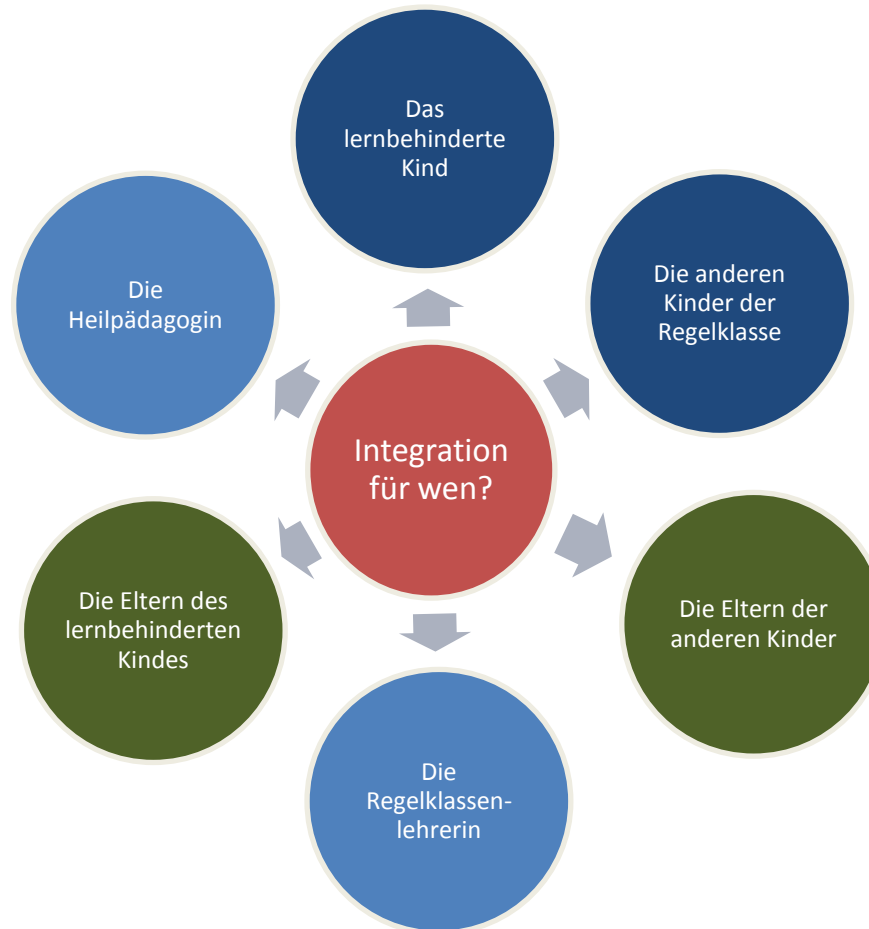 Das
lernbehinderte
Kind
Die anderen
Kinder der
Regelklasse
Die
Heilpädagogin
Integration
für wen?
Die Eltern des
lernbehinderten
Kindes
Die Eltern der
anderen Kinder
Die
Regelklassen-
lehrerin